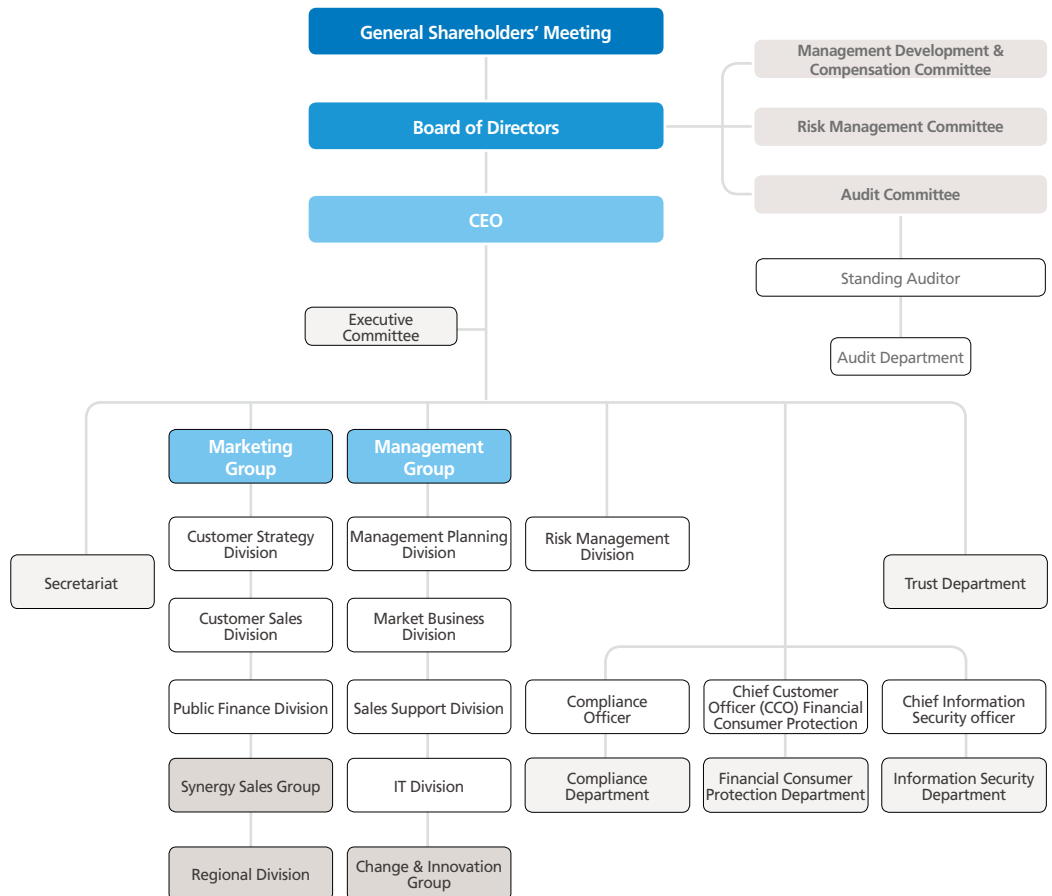 General Shareholders’ Meeting
Management Development &
Compensation Committee
Board of Directors
Risk Management Committee
Audit Committee
CEO
Standing Auditor
Executive
Committee
Audit Department
Marketing
Group
Management
Group
Customer Strategy
Division
Management Planning
Division
Risk Management
Division
Secretariat
Trust Department
Customer Sales
Division
Market Business
Division
Public Finance Division
Sales Support Division
Compliance
Officer
Chief Customer
Officer (CCO) Financial
Consumer Protection
Chief Information
Security officer
Synergy Sales Group
IT Division
Compliance
Department
Financial Consumer
Protection Department
Information Security
Department
Regional Division
Change & Innovation
Group